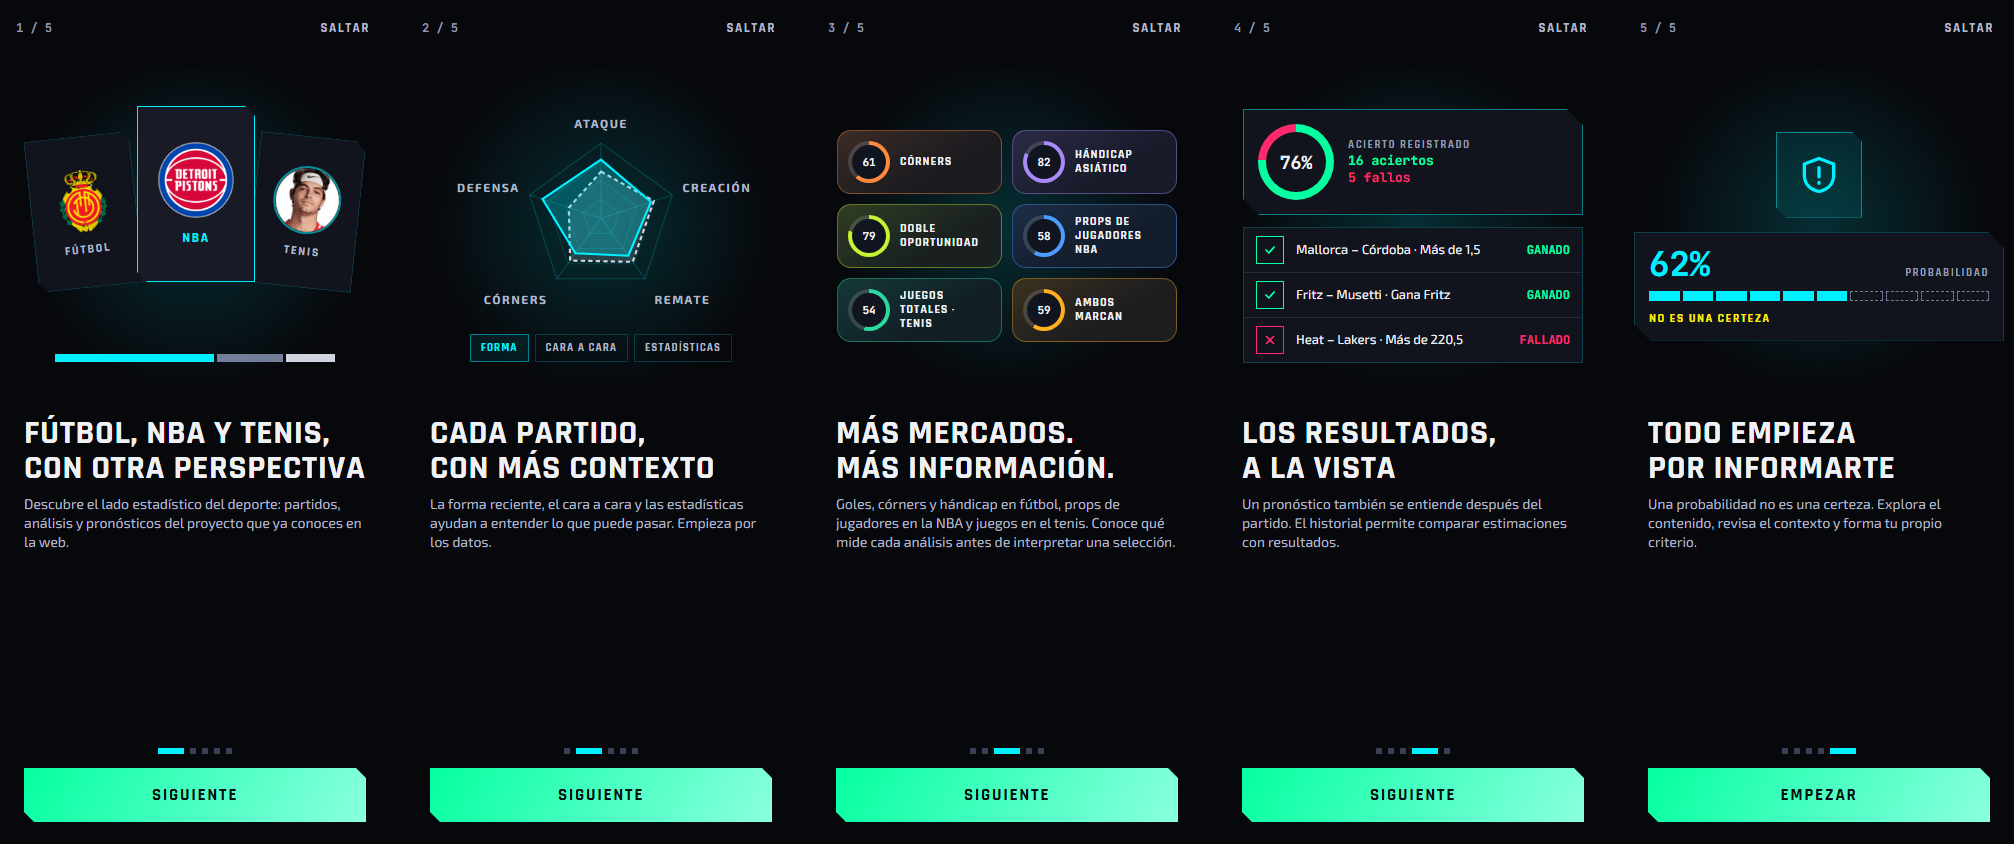 1 / 5
SALTAR
DETROIT
PISTONS
FÚTBOL
NBA
TENIS
FÚTBOL, NBA Y TENIS,
CON OTRA PERSPECTIVA
Descubre el lado estadístico del deporte: partidos,
análisis y pronósticos del proyecto que ya conoces en
la web.
SIGUIENTE
2 / 5
SALTAR
ATAQUE
DEFENSA
CREACIÓN
CÓRNERS
REMATE
FORMA
CARA A CARA
ESTADÍSTICAS
CADA PARTIDO,
CON MÁS CONTEXTO
La forma reciente, el cara a cara y las estadísticas
ayudan a entender lo que puede pasar. Empieza por
los datos.
SIGUIENTE
3 / 5
SALTAR
61
CÓRNERS
82
HÁNDICAP
ASIÁTICO
79
DOBLE
OPORTUNIDAD
58
PROPS DE
JUGADORES
NBA
54
JUEGOS
TOTALES ·
TENIS
59
AMBOS
MARCAN
MÁS MERCADOS.
MÁS INFORMACIÓN.
Goles, córners y hándicap en fútbol, props de
jugadores en la NBA y juegos en el tenis. Conoce qué
mide cada análisis antes de interpretar una selección.
SIGUIENTE
4 / 5
SALTAR
76%
ACIERTO REGISTRADO
16 aciertos
5 fallos
Mallorca – Córdoba · Más de 1,5
GANADO
Fritz – Musetti · Gana Fritz
GANADO
Heat – Lakers · Más de 220,5
FALLADO
LOS RESULTADOS,
A LA VISTA
Un pronóstico también se entiende después del
partido. El historial permite comparar estimaciones
con resultados.
SIGUIENTE
5 / 5
SALTAR
62%
PROBABILIDAD
NO ES UNA CERTEZA
TODO EMPIEZA
POR INFORMARTE
Una probabilidad no es una certeza. Explora el
contenido, revisa el contexto y forma tu propio
criterio.
EMPEZAR